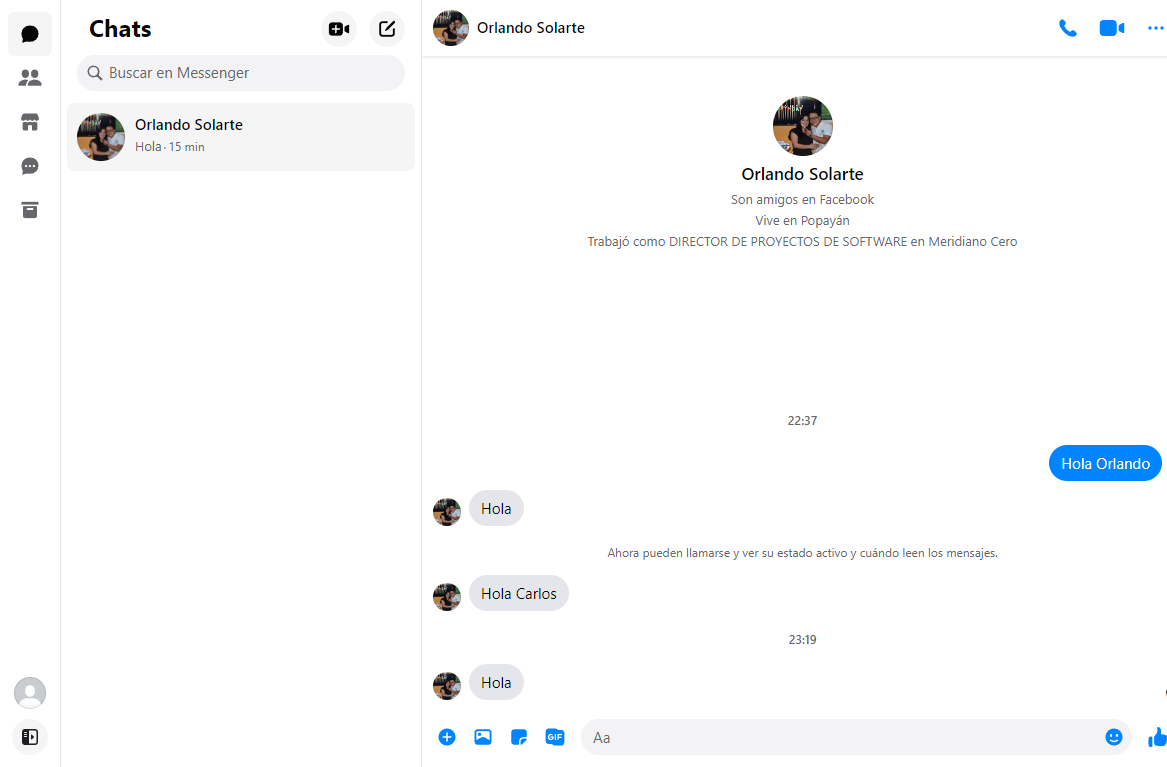 Chats
Buscar en Messenger
Orlando Solarte
Hola · 15 min
Orlando Solarte
Orlando Solarte
Son amigos en Facebook
Vive en Popayán
Trabajó como DIRECTOR DE PROYECTOS DE SOFTWARE en Meridiano Cero
22:37
Hola Orlando
Hola
Ahora pueden llamarse y ver su estado activo y cuándo leen los mensajes.
Hola Carlos
23:19
Hola
GIF
Aa